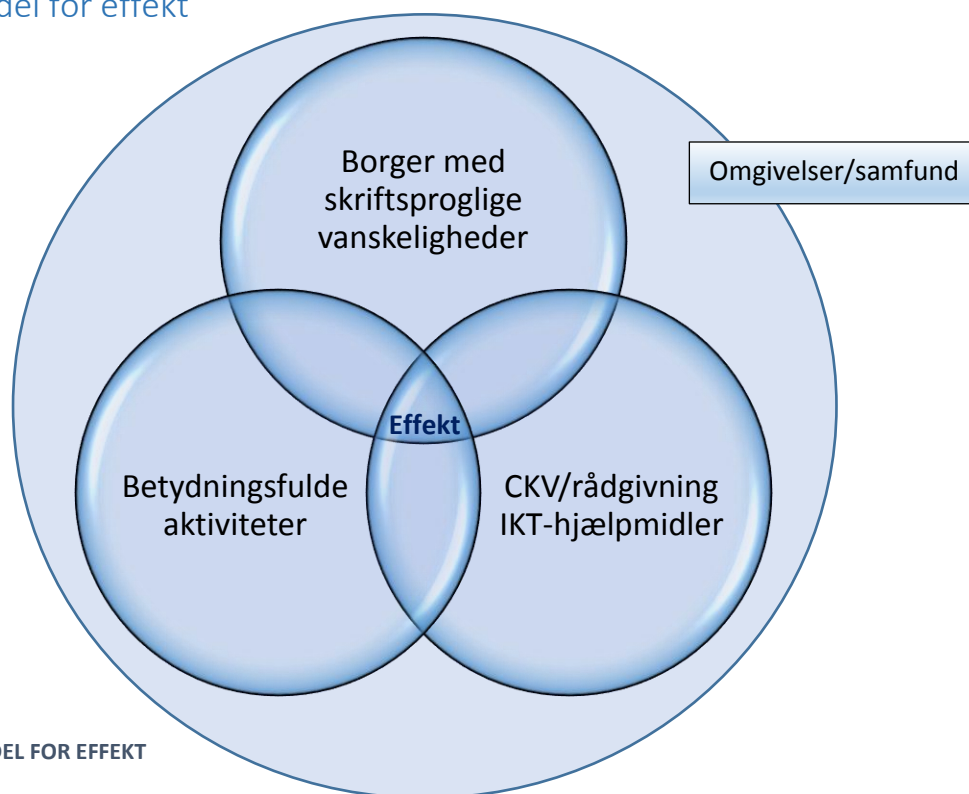 del for effekt
Borger med
skriftsproglige
vanskeligheder
Omgivelser/samfund
Effekt
Betydningsfulde
aktiviteter
CKV/rådgivning
IKT-hjælpmidler
DEL FOR EFFEKT